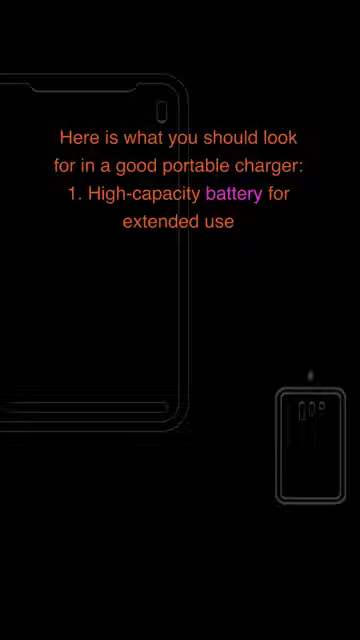 Here is what you should look
for in a good portable charger:
1. High-capacity battery for
extended use